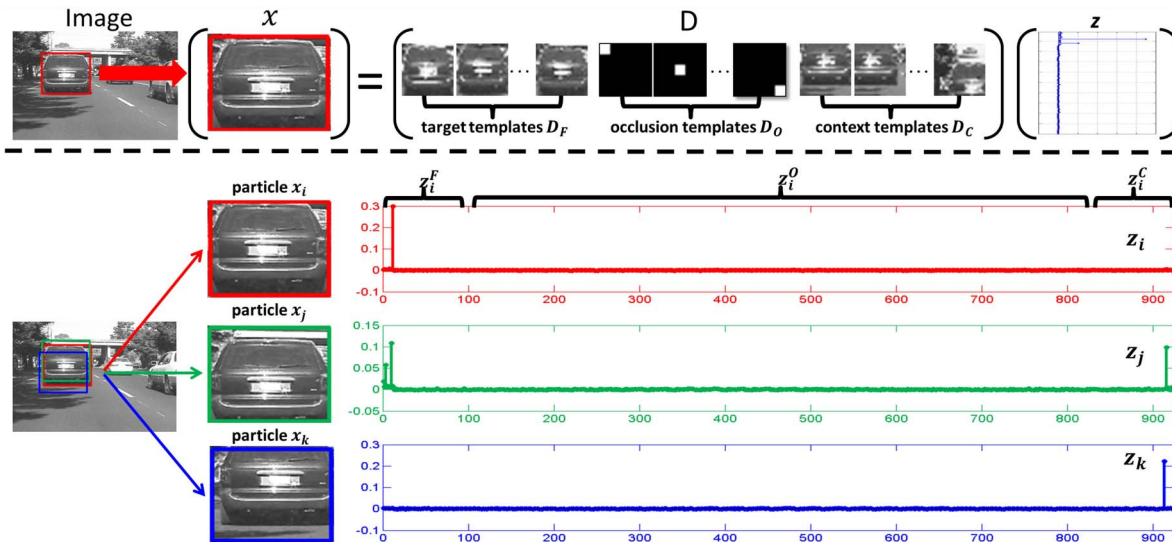 Image x D z
=
... ... ...
target templates D_F occlusion templates D_O context templates D_C
particle x_i z_i^F z_i^O z_i^C
0.3
0.2
0.1
0
-0.1
z_i
0 100 200 300 400 500 600 700 800 900
particle x_j
0.15
0.1
0.05
0
-0.05
z_j
0 100 200 300 400 500 600 700 800 900
particle x_k
0.3
0.2
0.1
0
-0.1
z_k
0 100 200 300 400 500 600 700 800 900